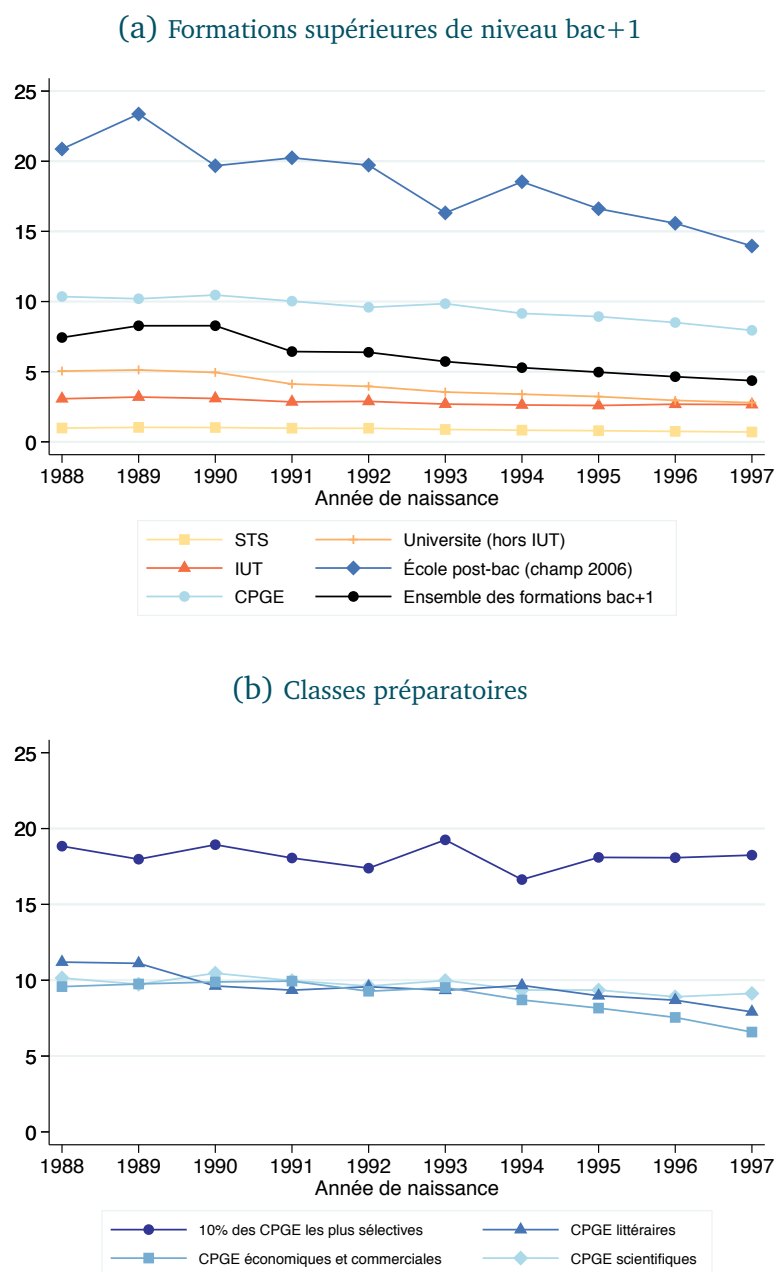 (a) Formations supérieures de niveau bac+1
25
20
15
10
5
0
1988 1989 1990 1991 1992 1993 1994 1995 1996 1997
Année de naissance
STS Universite (hors IUT)
IUT École post-bac (champ 2006)
CPGE Ensemble des formations bac+1
(b) Classes préparatoires
25
20
15
10
5
0
1988 1989 1990 1991 1992 1993 1994 1995 1996 1997
Année de naissance
10% des CPGE les plus sélectives CPGE littéraires
CPGE économiques et commerciales CPGE scientifiques